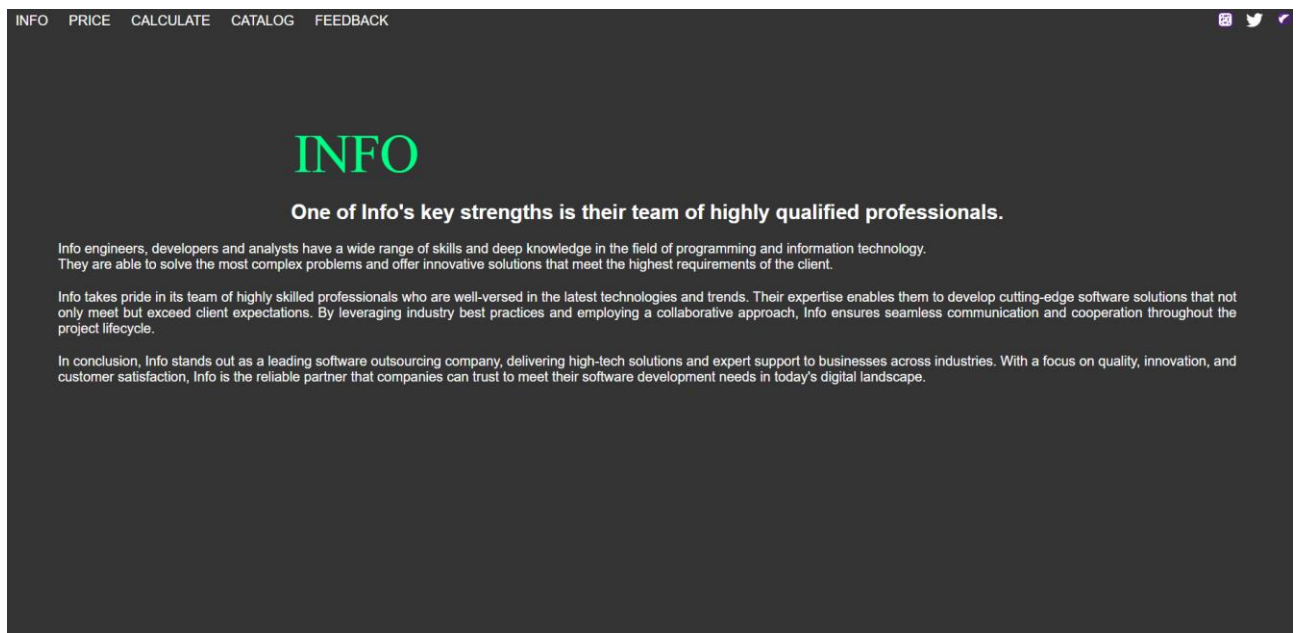 INFO PRICE CALCULATE CATALOG FEEDBACK
INFO
One of Info's key strengths is their team of highly qualified professionals.
Info engineers, developers and analysts have a wide range of skills and deep knowledge in the field of programming and information technology.
They are able to solve the most complex problems and offer innovative solutions that meet the highest requirements of the client.
Info takes pride in its team of highly skilled professionals who are well-versed in the latest technologies and trends. Their expertise enables them to develop cutting-edge software solutions that not
only meet but exceed client expectations. By leveraging industry best practices and employing a collaborative approach, Info ensures seamless communication and cooperation throughout the
project lifecycle.
In conclusion, Info stands out as a leading software outsourcing company, delivering high-tech solutions and expert support to businesses across industries. With a focus on quality, innovation, and
customer satisfaction, Info is the reliable partner that companies can trust to meet their software development needs in today's digital landscape.